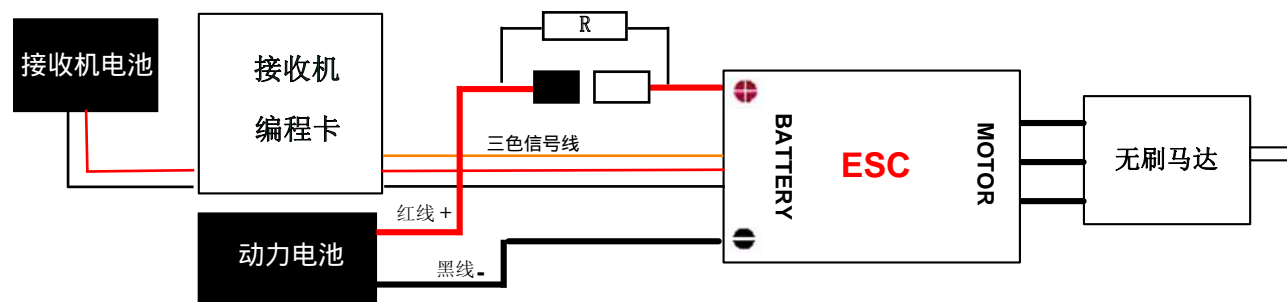 接收机电池
接收机
编程卡
R
三色信号线
红线 +
动力电池
黑线-
BATTERY
ESC
MOTOR
无刷马达